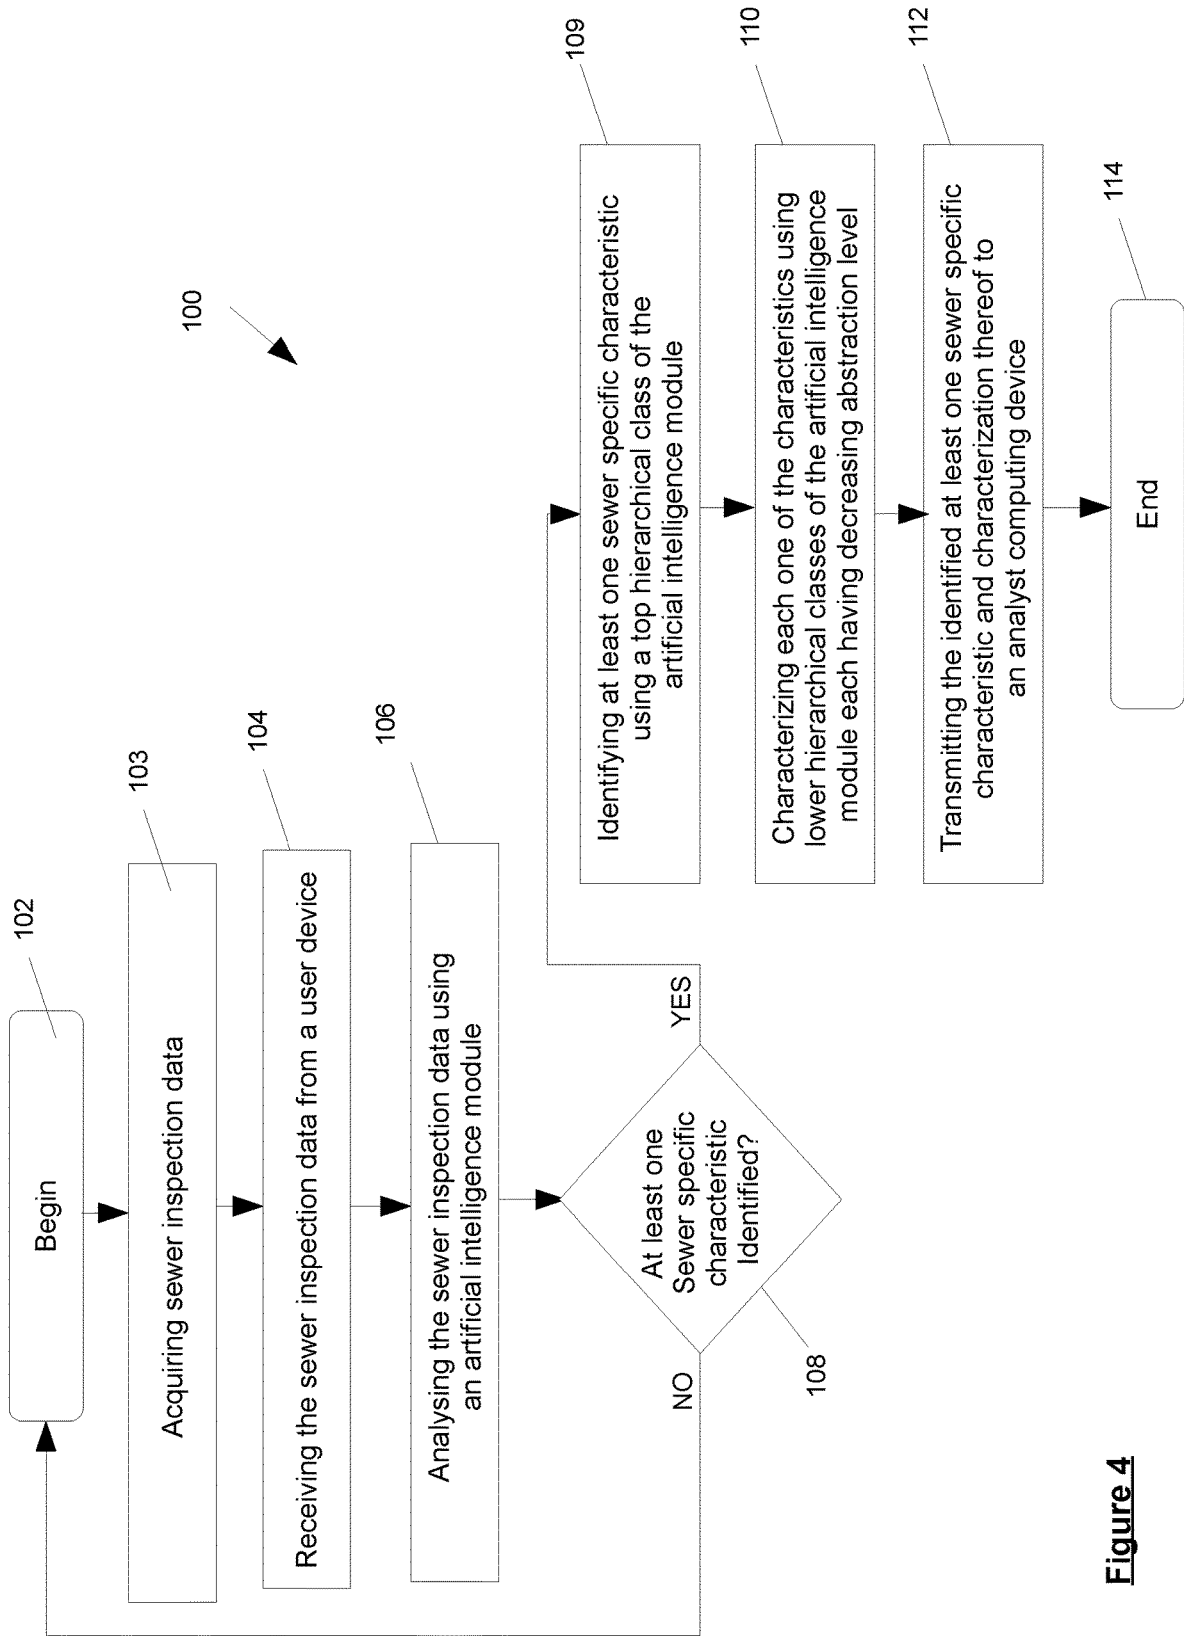 100
Begin
102
Acquiring sewer inspection data
103
Receiving the sewer inspection data from a user device
104
Analysing the sewer inspection data using
an artificial intelligence module
106
At least one
Sewer specific
characteristic
Identified?
108
NO
YES
Identifying at least one sewer specific characteristic
using a top hierarchical class of the
artificial intelligence module
109
Characterizing each one of the characteristics using
lower hierarchical classes of the artificial intelligence
module each having decreasing abstraction level
110
Transmitting the identified at least one sewer specific
characteristic and characterization thereof to
an analyst computing device
112
End
114
Figure 4